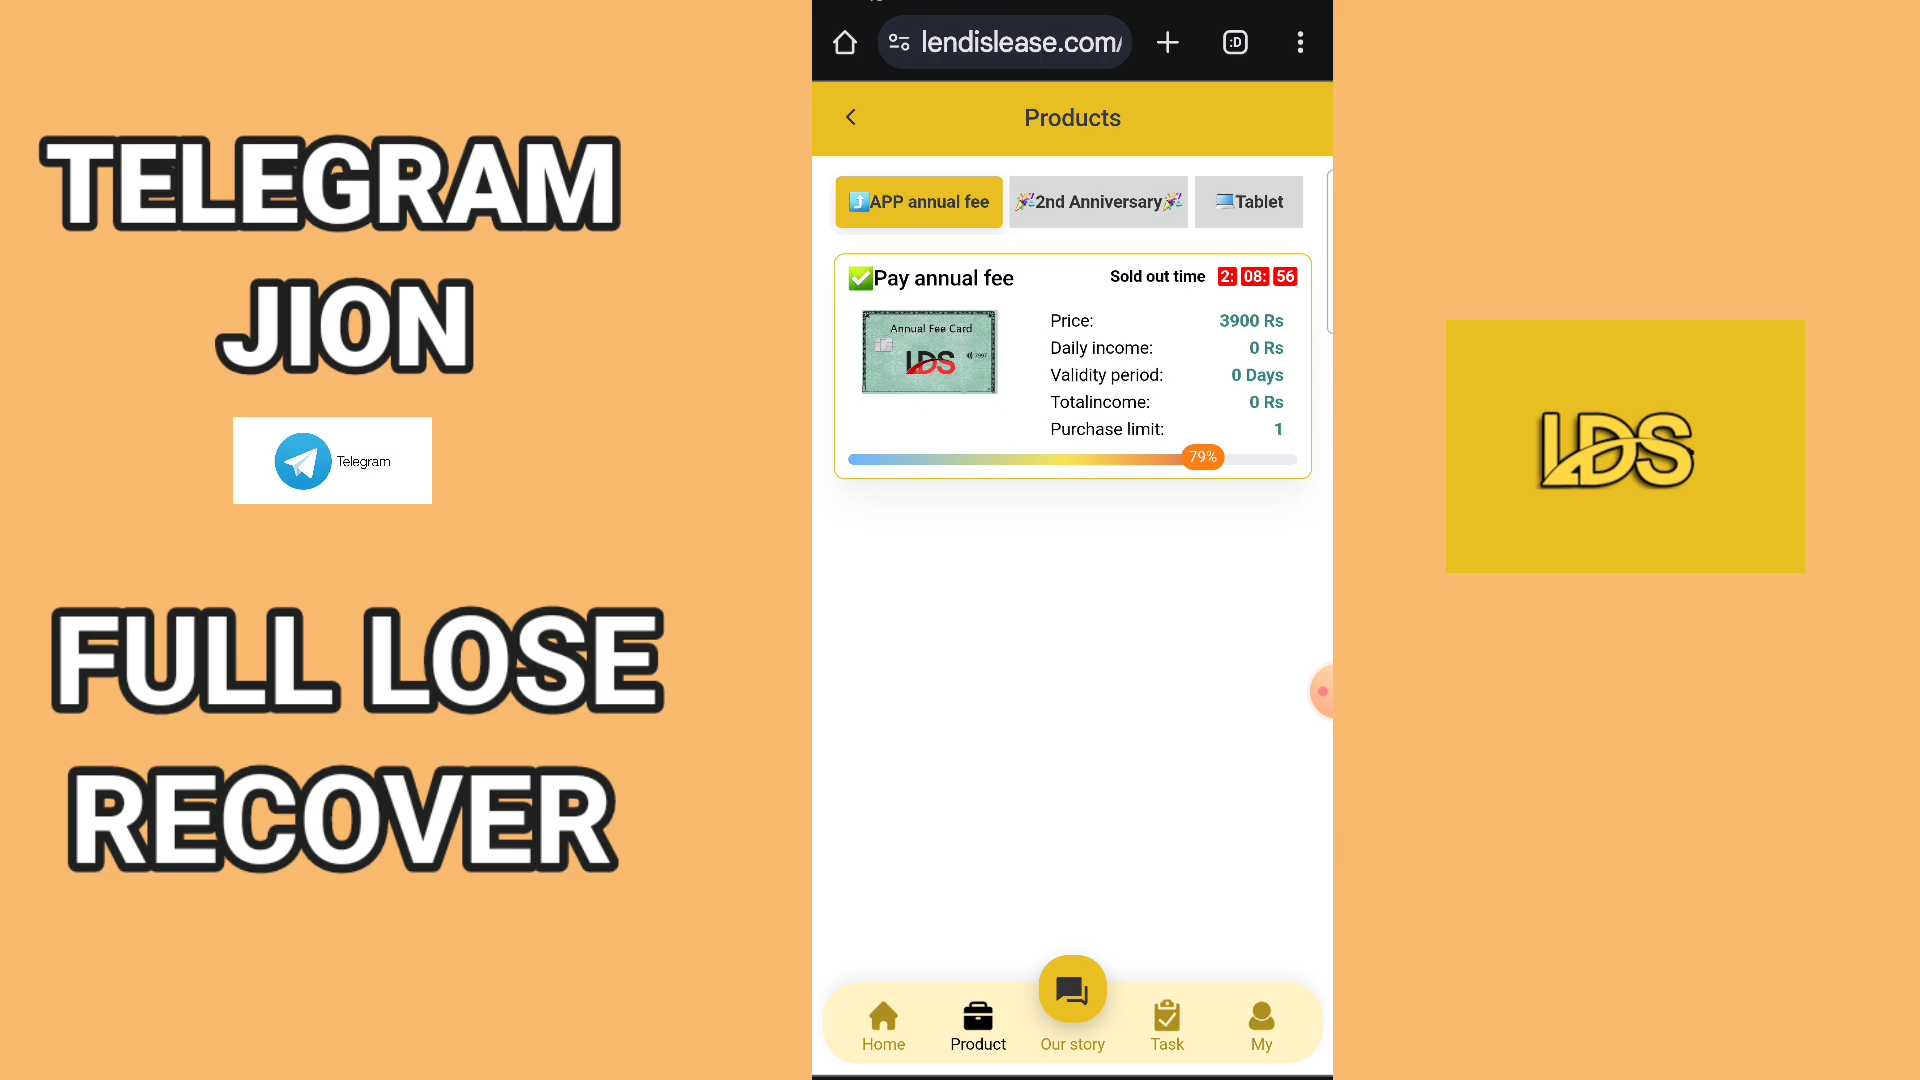 TELEGRAM
JION
Telegram
FULL LOSE
RECOVER
lendislease.com/
:D
Products
APP annual fee
2nd Anniversary
Tablet
Pay annual fee
Sold out time 2: 08: 56
Annual Fee Card
LDS
7997
Price: 3900 Rs
Daily income: 0 Rs
Validity period: 0 Days
Totalincome: 0 Rs
Purchase limit: 1
79%
Home
Product
Our story
Task
My
LDS